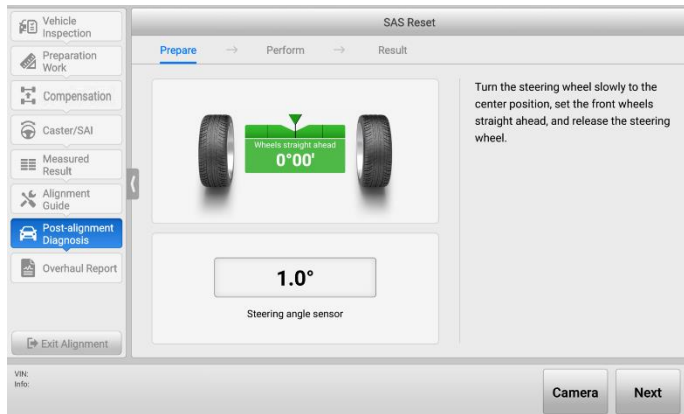 Vehicle
Inspection
Preparation
Work
Compensation
Caster/SAI
Measured
Result
Alignment
Guide
Post-alignment
Diagnosis
Overhaul Report
Exit Alignment
SAS Reset
Prepare → Perform → Result
Wheels straight ahead
0°00'
1.0°
Steering angle sensor
Turn the steering wheel slowly to the
center position, set the front wheels
straight ahead, and release the steering
wheel.
VIN:
Info:
Camera
Next